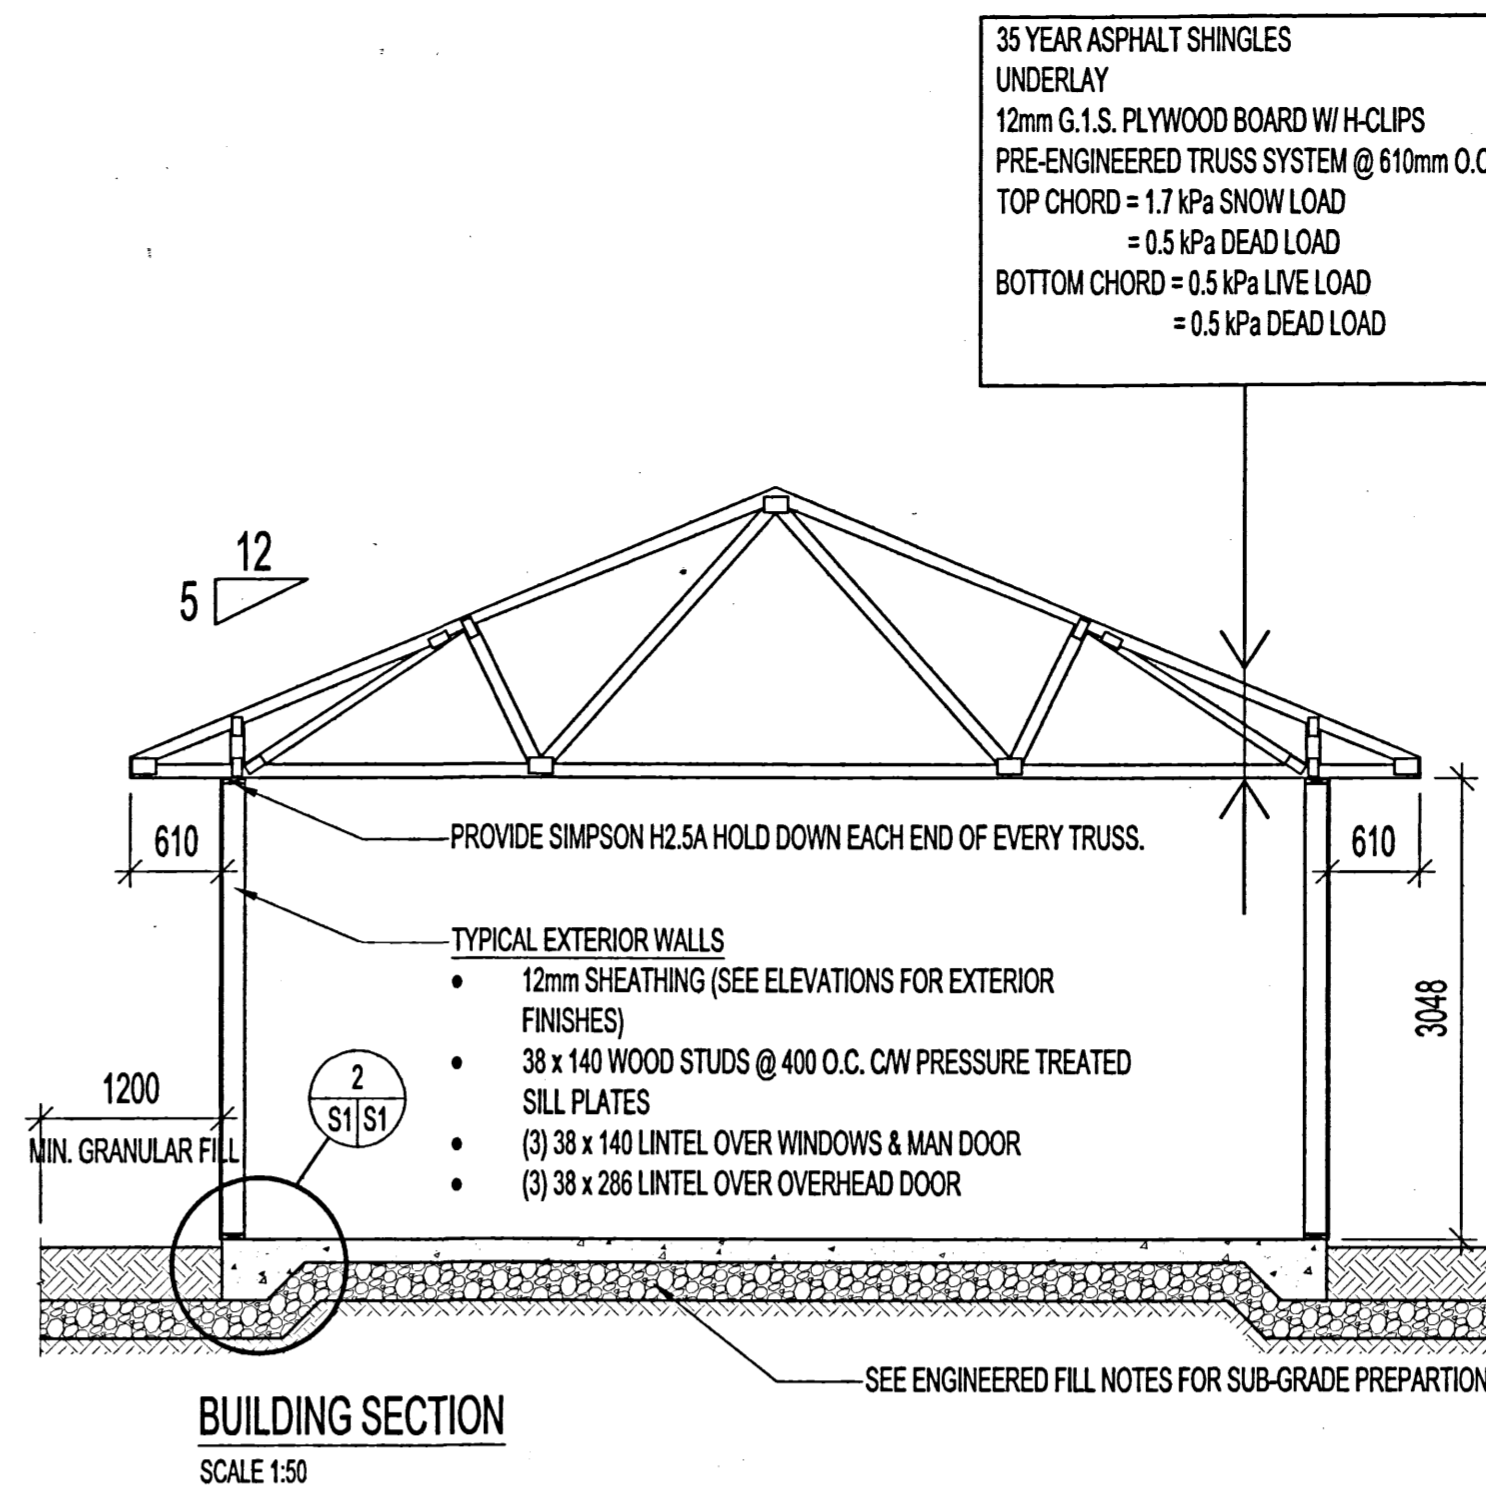 35 YEAR ASPHALT SHINGLES
UNDERLAY
12mm G.1.S. PLYWOOD BOARD W/ H-CLIPS
PRE-ENGINEERED TRUSS SYSTEM @ 610mm O.C
TOP CHORD = 1.7 kPa SNOW LOAD
= 0.5 kPa DEAD LOAD
BOTTOM CHORD = 0.5 kPa LIVE LOAD
= 0.5 kPa DEAD LOAD
12
5
610
PROVIDE SIMPSON H2.5A HOLD DOWN EACH END OF EVERY TRUSS.
610
TYPICAL EXTERIOR WALLS
• 12mm SHEATHING (SEE ELEVATIONS FOR EXTERIOR
FINISHES)
• 38 x 140 WOOD STUDS @ 400 O.C. C/W PRESSURE TREATED
SILL PLATES
• (3) 38 x 140 LINTEL OVER WINDOWS & MAN DOOR
• (3) 38 x 286 LINTEL OVER OVERHEAD DOOR
3048
2
S1 S1
1200
MIN. GRANULAR FILL
SEE ENGINEERED FILL NOTES FOR SUB-GRADE PREPARTION
BUILDING SECTION
SCALE 1:50